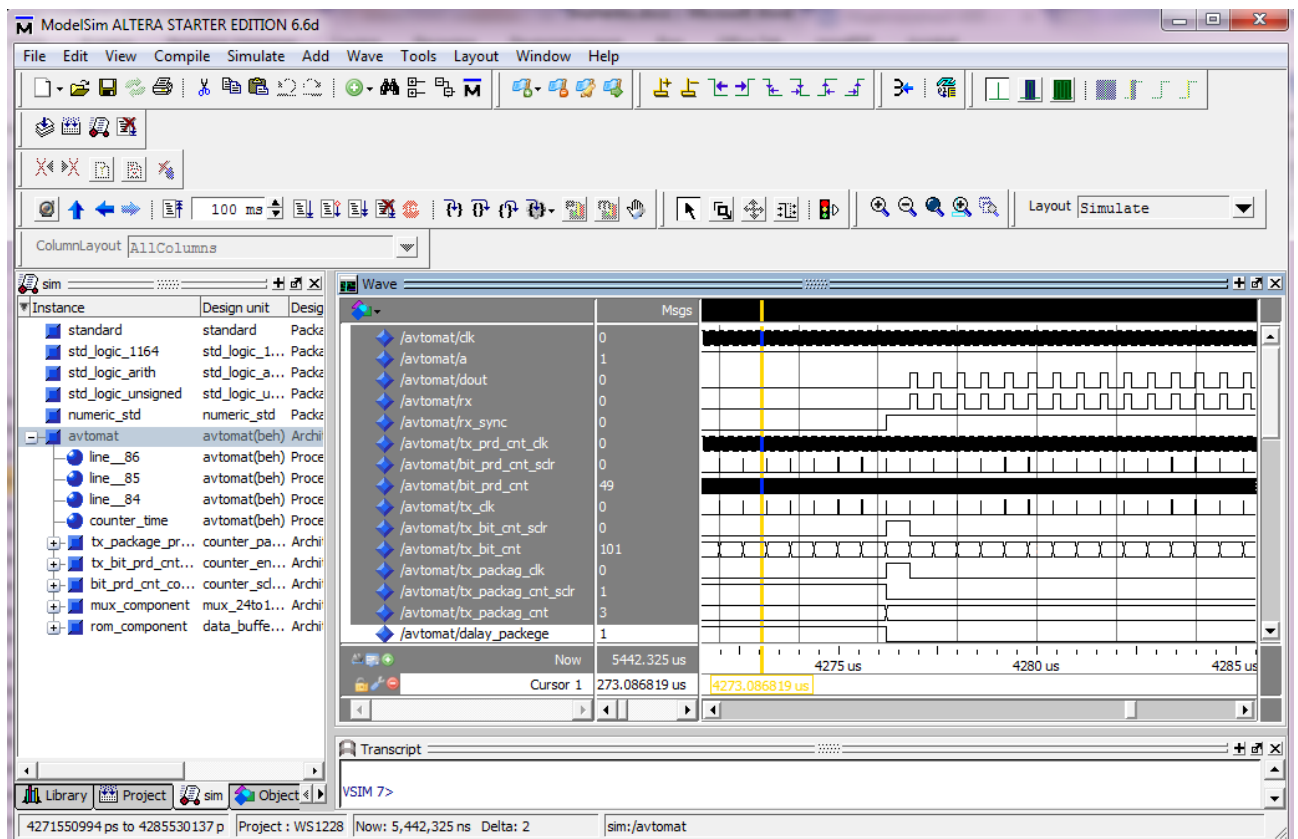 ModelSim ALTERA STARTER EDITION 6.6d
File Edit View Compile Simulate Add Wave Tools Layout Window Help
100 ms
Layout Simulate
ColumnLayout AllColumns
sim
Instance Design unit Desig
standard standard Packa
std_logic_1164 std_logic_1... Packa
std_logic_arith std_logic_a... Packa
std_logic_unsigned std_logic_u... Packa
numeric_std numeric_std Packa
avtomat avtomat(beh) Archi
line__86 avtomat(beh) Proce
line__85 avtomat(beh) Proce
line__84 avtomat(beh) Proce
counter_time avtomat(beh) Proce
tx_package_pr... counter_pa... Archi
tx_bit_prd_cnt... counter_en... Archi
bit_prd_cnt_co... counter_scl... Archi
mux_component mux_24to1... Archi
rom_component data_buffe... Archi
Library Project sim Object
Wave
Msgs
/avtomat/clk 0
/avtomat/a 1
/avtomat/dout 0
/avtomat/rx 0
/avtomat/rx_sync 0
/avtomat/tx_prd_cnt_clk 0
/avtomat/bit_prd_cnt_sclr 0
/avtomat/bit_prd_cnt 49
/avtomat/tx_clk 0
/avtomat/tx_bit_cnt_sclr 0
/avtomat/tx_bit_cnt 101
/avtomat/tx_packag_clk 0
/avtomat/tx_packag_cnt_sclr 1
/avtomat/tx_packag_cnt 3
/avtomat/dalay_packege 1
Now 5442.325 us 4275 us 4280 us 4285 us
Cursor 1 273.086819 us 4273.086819 us
Transcript
VSIM 7>
4271550994 ps to 4285530137 p Project : WS1228 Now: 5,442,325 ns Delta: 2 sim:/avtomat